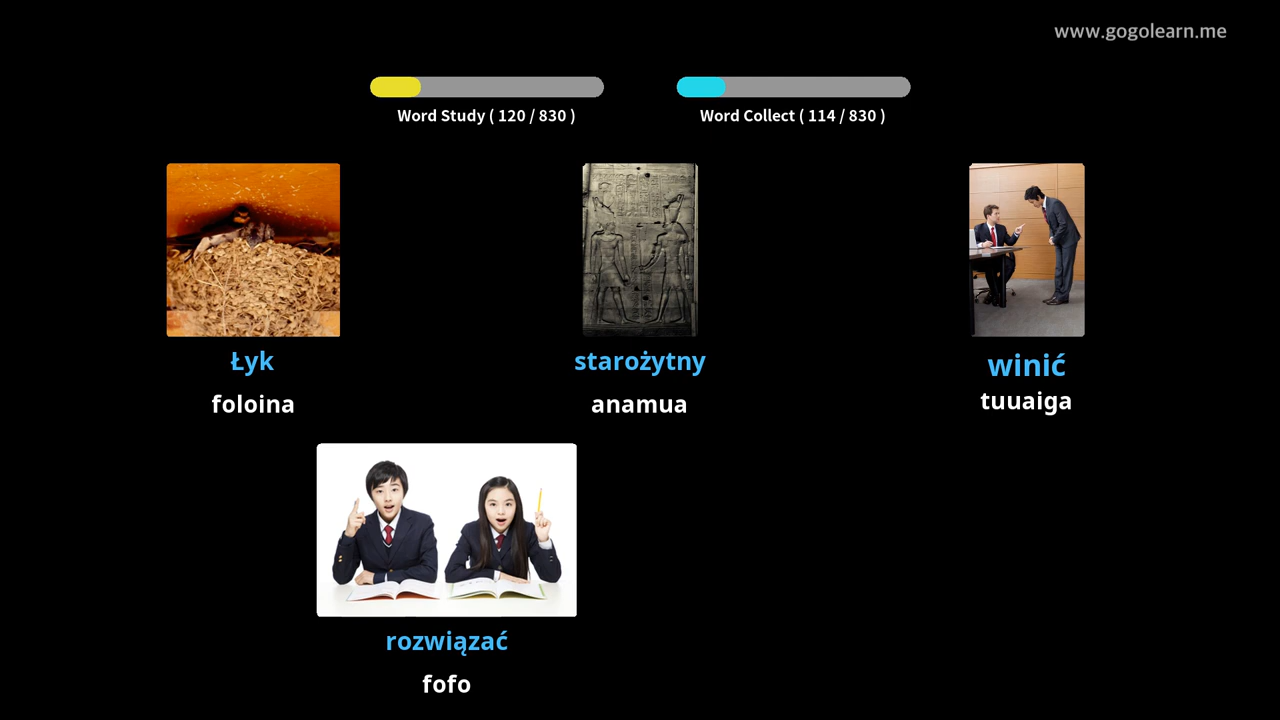 www.gogolearn.me
Word Study ( 120 / 830 )
Word Collect ( 114 / 830 )
Łyk
foloina
starożytny
anamua
winić
tuuaiga
rozwiązać
fofo